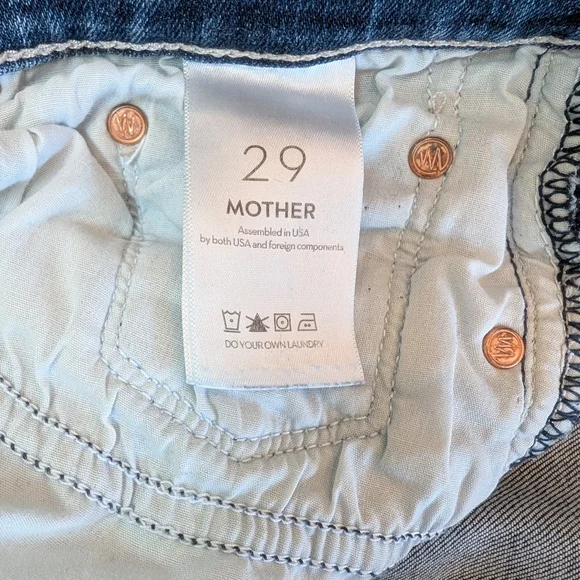 29
MOTHER
Assembled in USA
by both USA and foreign components
DO YOUR OWN LAUNDRY